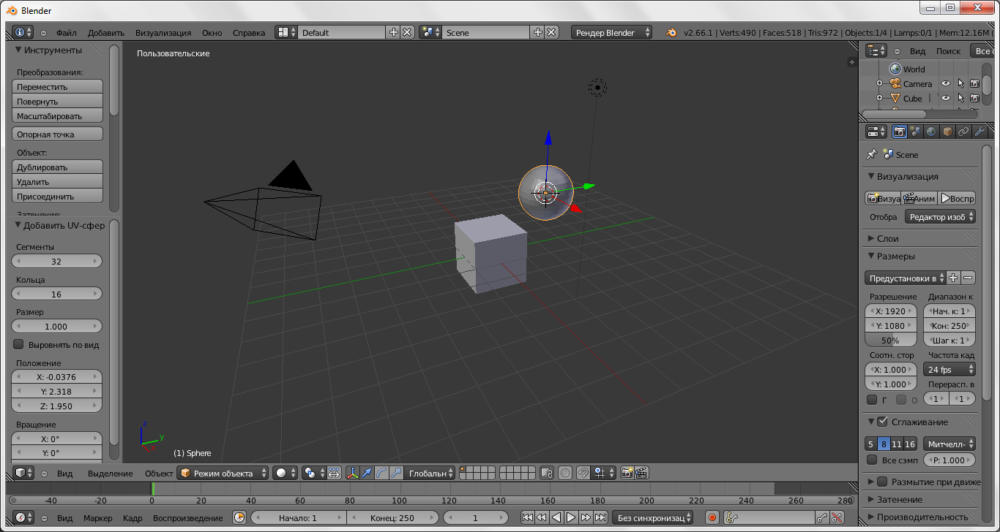 Blender
Файл Добавить Визуализация Окно Справка Default Scene Рендер Blender v2.66.1 | Verts:490 | Faces:518 | Tris:972 | Objects:1/4 | Lamps:0/1 | Mem:12.16M (
Инструменты
Преобразования:
Переместить
Повернуть
Масштабировать
Опорная точка
Объект:
Дублировать
Удалить
Присоединить
Затенение:
Добавить UV-сфер
Сегменты
32
Кольца
16
Размер
1.000
Выровнять по вид
Положение
X: -0.0376
Y: 2.318
Z: 1.950
Вращение
X: 0°
Y: 0°
Пользовательские
z
y
x
(1) Sphere
Вид Выделение Объект Режим объекта Глобальн
-40 -20 0 20 40 60 80 100 120 140 160 180 200 220 240 260 280
Вид Маркер Кадр Воспроизведение Начало: 1 Конец: 250 1 Без синхронизац
Вид Поиск Все с
World
Camera
Cube
Scene
Визуализация
Визуа Аним Воспр
Отобра Редактор изоб
Слои
Размеры
Предустановки в
Разрешение Диапазон к
X: 1920 Нач. к: 1
Y: 1080 Кон: 250
50% Шаг к: 1
Соотн. стор Частота кад
X: 1.000 24 fps
Y: 1.000 Перерасп. в
Г О 1 1
Сглаживание
5 8 11 16 Митчелл-
Все сэмп Р: 1.000
Размытие при движе
Затенение
Производительность